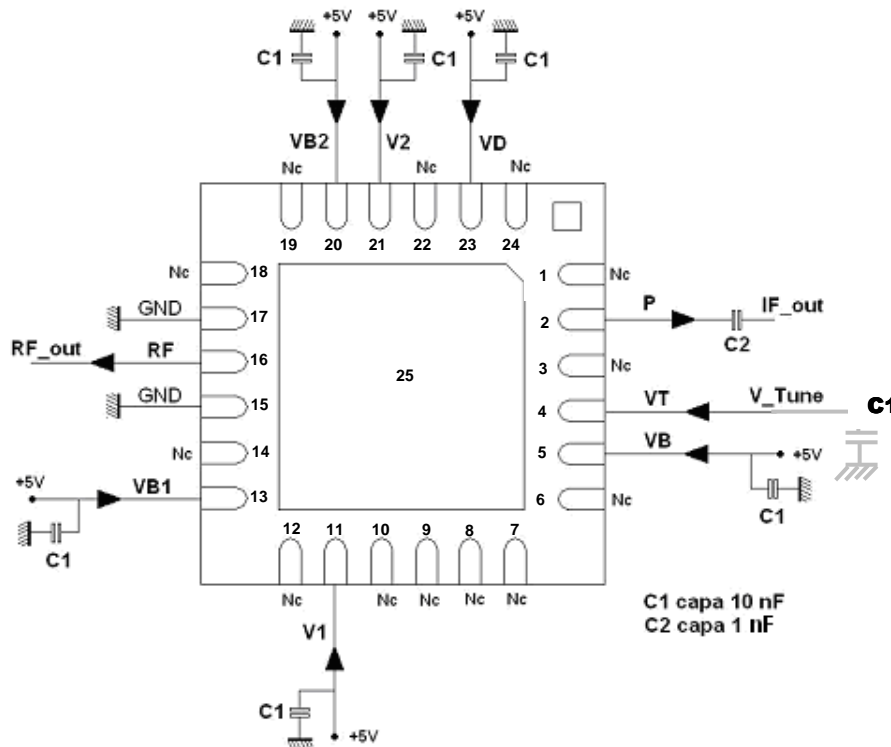 +5V +5V +5V
C1 C1 C1
VB2 V2 VD
Nc Nc Nc
19 20 21 22 23 24
Nc 18 1 Nc
GND 17 P IF_out
2
C2
RF_out RF 16 3 Nc
25
GND 15 4 VT V_Tune C1
Nc 14 5 VB +5V
+5V VB1 13 6 Nc
C1 C1
12 11 10 9 8 7
Nc Nc Nc Nc Nc
V1
C1 capa 10 nF
C2 capa 1 nF
C1
+5V